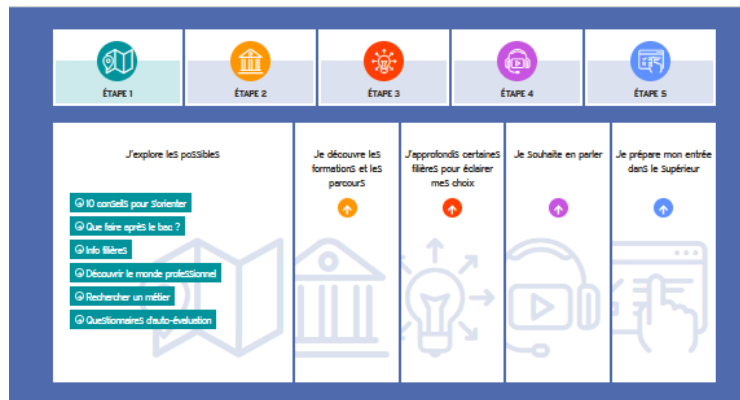 ÉTAPE 1
ÉTAPE 2
ÉTAPE 3
ÉTAPE 4
ÉTAPE 5
J'explore les possibles
10 conseils pour s'orienter
Que faire après le bac ?
Info filières
Découvrir le monde professionnel
Rechercher un métier
Questionnaires d'auto-évaluation
Je découvre les
formations et les
parcours
J'approfondis certaines
filières pour éclairer
mes choix
Je souhaite en parler
Je prépare mon entrée
dans le supérieur